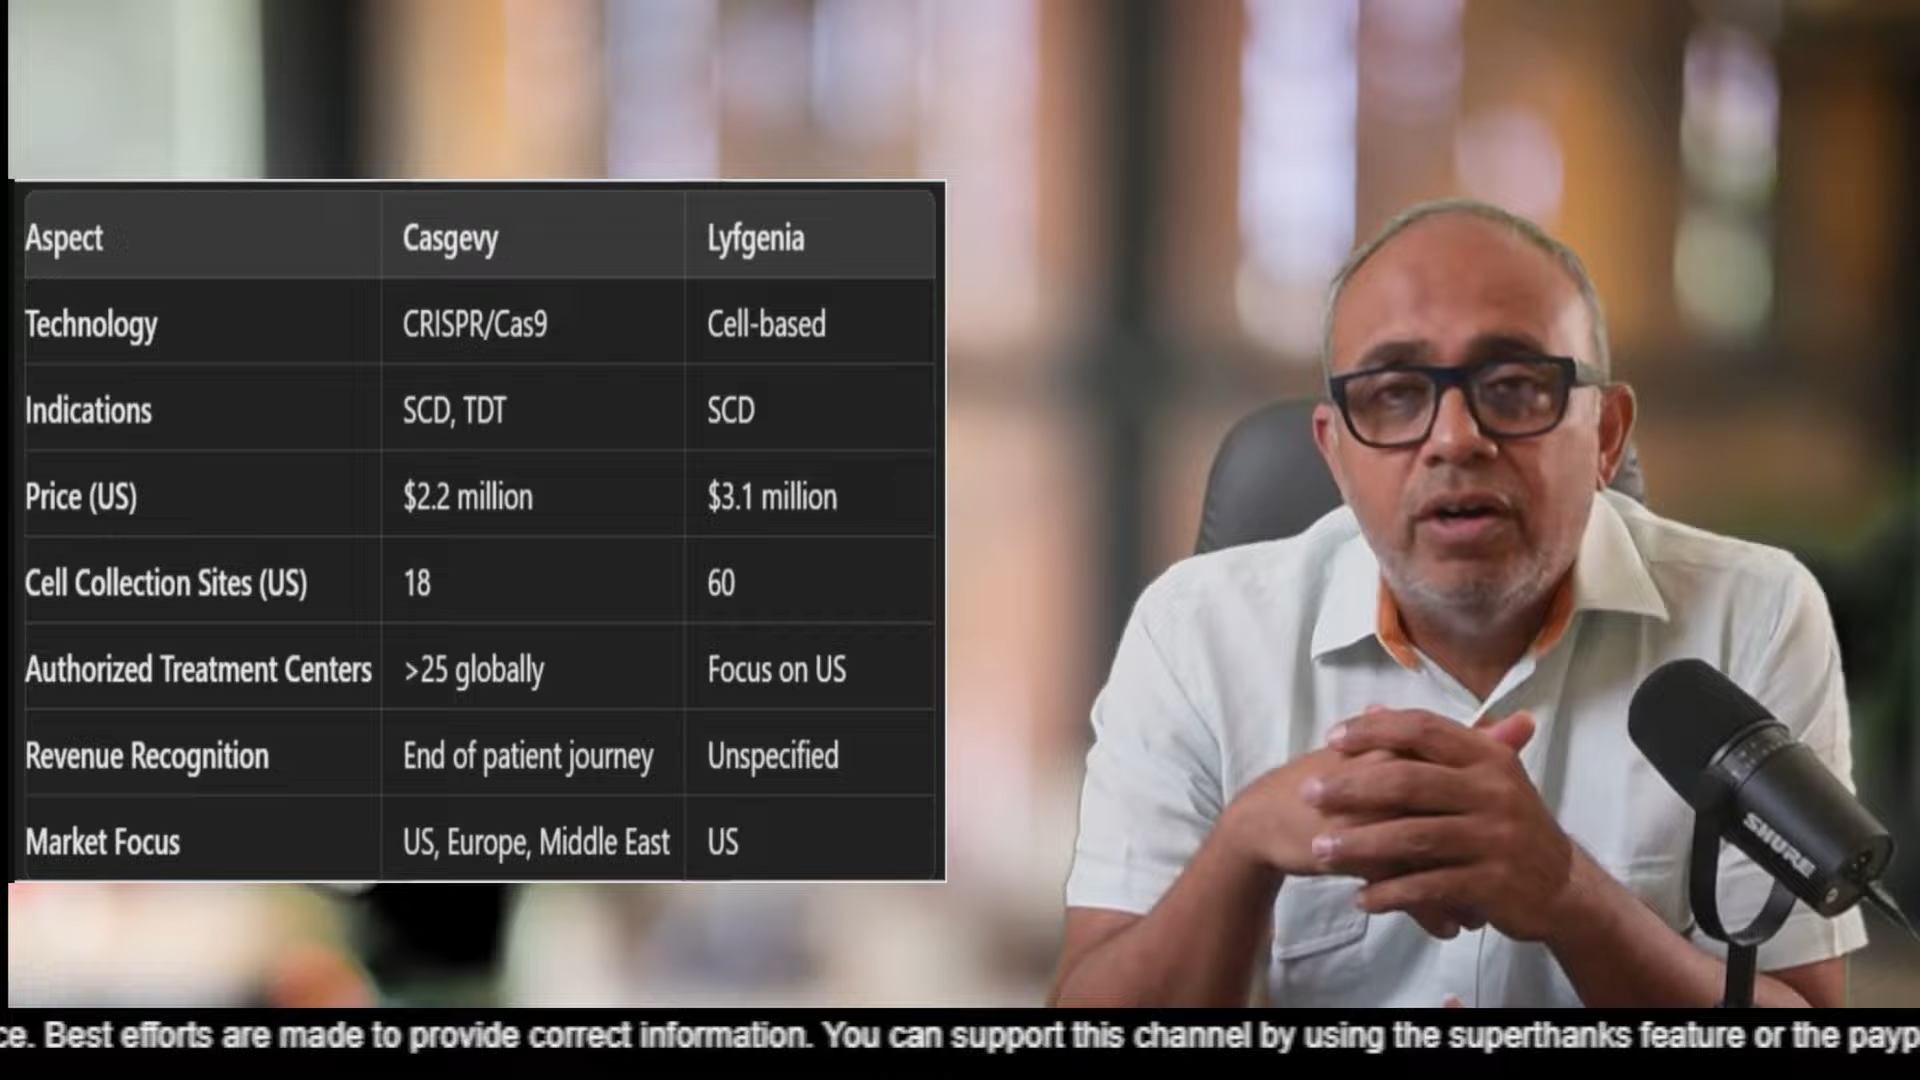 Aspect Casgevy Lyfgenia
Technology CRISPR/Cas9 Cell-based
Indications SCD, TDT SCD
Price (US) $2.2 million $3.1 million
Cell Collection Sites (US) 18 60
Authorized Treatment Centers >25 globally Focus on US
Revenue Recognition End of patient journey Unspecified
Market Focus US, Europe, Middle East US
SHURE
Best efforts are made to provide correct information. You can support this channel by using the superthanks feature or the